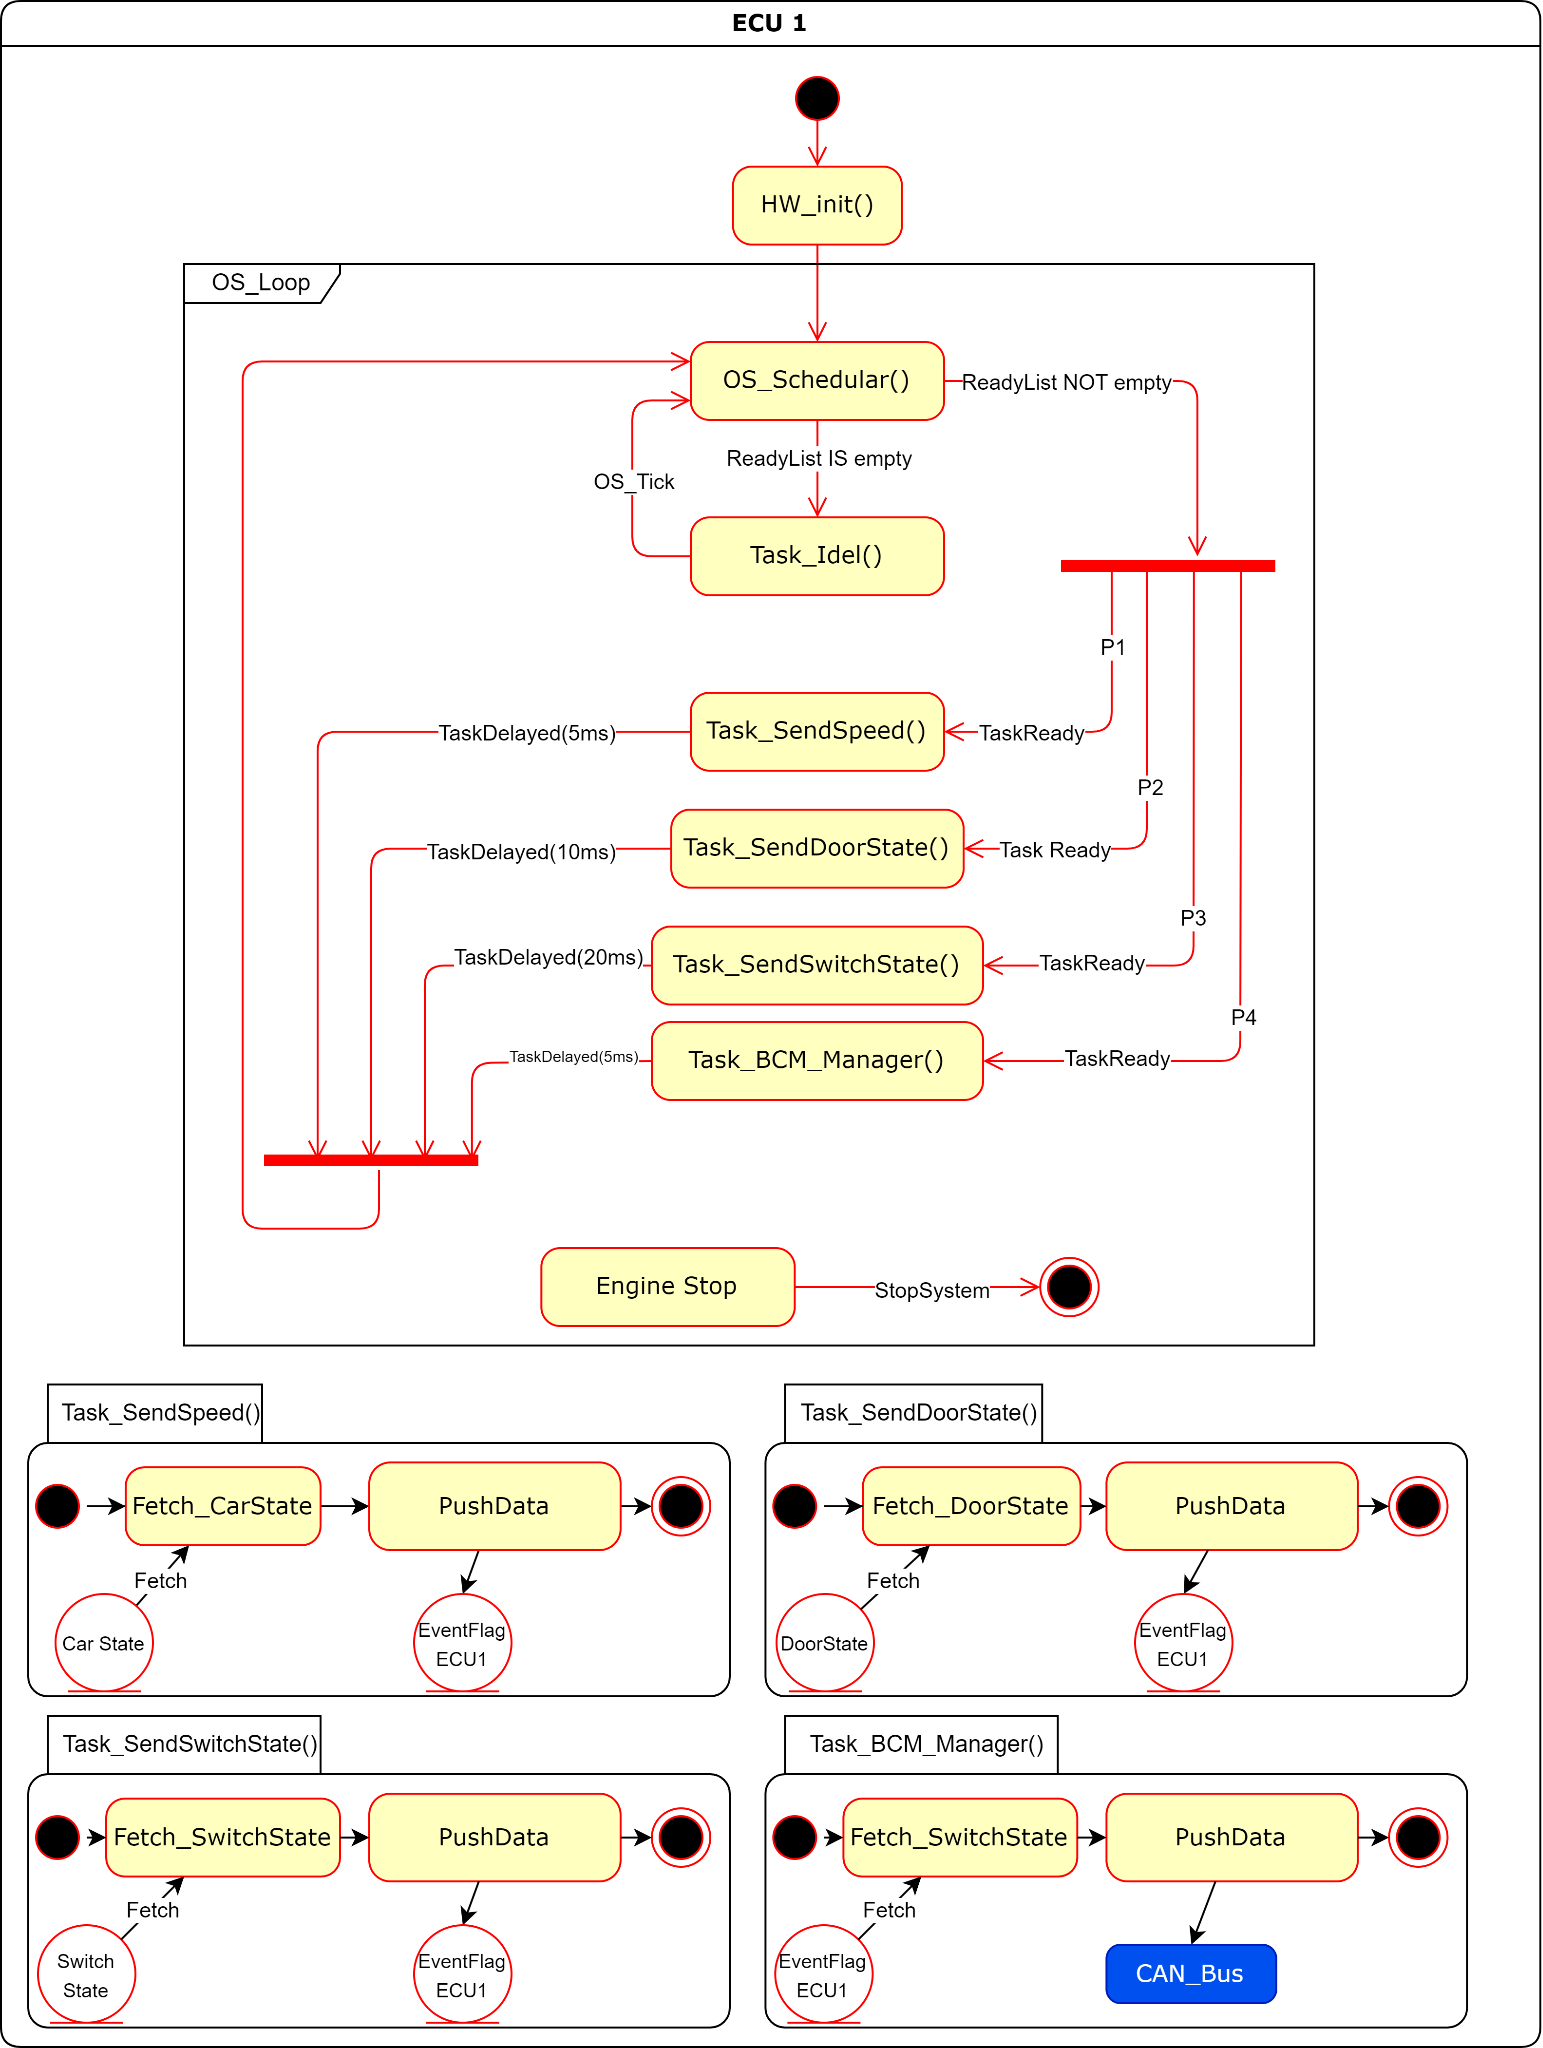 ECU 1
HW_init()
OS_Loop
OS_Schedular()
ReadyList NOT empty
ReadyList IS empty
OS_Tick
Task_Idel()
P1
Task_SendSpeed()
TaskDelayed(5ms)
TaskReady
P2
Task_SendDoorState()
TaskDelayed(10ms)
Task Ready
P3
TaskDelayed(20ms)
Task_SendSwitchState()
TaskReady
P4
TaskDelayed(5ms)
Task_BCM_Manager()
TaskReady
Engine Stop
StopSystem
Task_SendSpeed()
Fetch_CarState
PushData
Fetch
Car State
EventFlag
ECU1
Task_SendDoorState()
Fetch_DoorState
PushData
Fetch
DoorState
EventFlag
ECU1
Task_SendSwitchState()
Fetch_SwitchState
PushData
Fetch
Switch
State
EventFlag
ECU1
Task_BCM_Manager()
Fetch_SwitchState
PushData
Fetch
EventFlag
ECU1
CAN_Bus